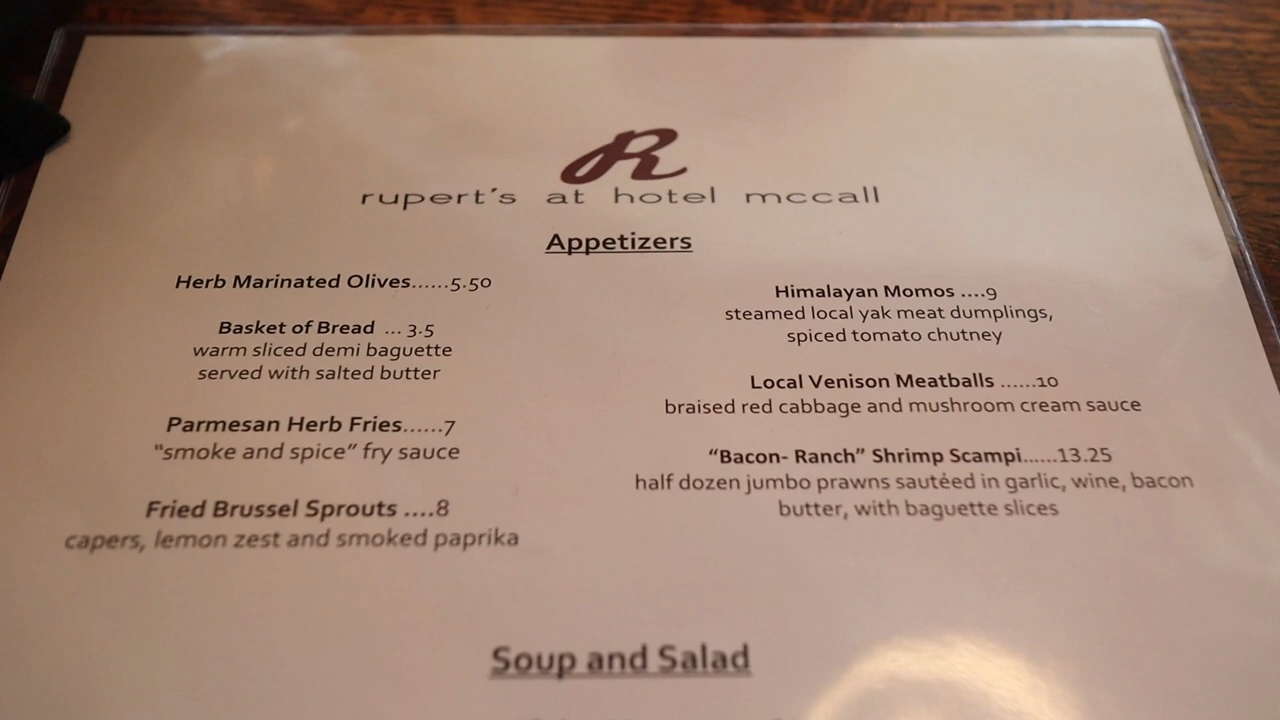 R
rupert's at hotel mccall
Appetizers
Herb Marinated Olives......5.50
Basket of Bread ... 3.5
warm sliced demi baguette
served with salted butter
Parmesan Herb Fries......7
“smoke and spice” fry sauce
Fried Brussel Sprouts ....8
capers, lemon zest and smoked paprika
Himalayan Momos ....9
steamed local yak meat dumplings,
spiced tomato chutney
Local Venison Meatballs ......10
braised red cabbage and mushroom cream sauce
“Bacon- Ranch” Shrimp Scampi......13.25
half dozen jumbo prawns sautéed in garlic, wine, bacon
butter, with baguette slices
Soup and Salad